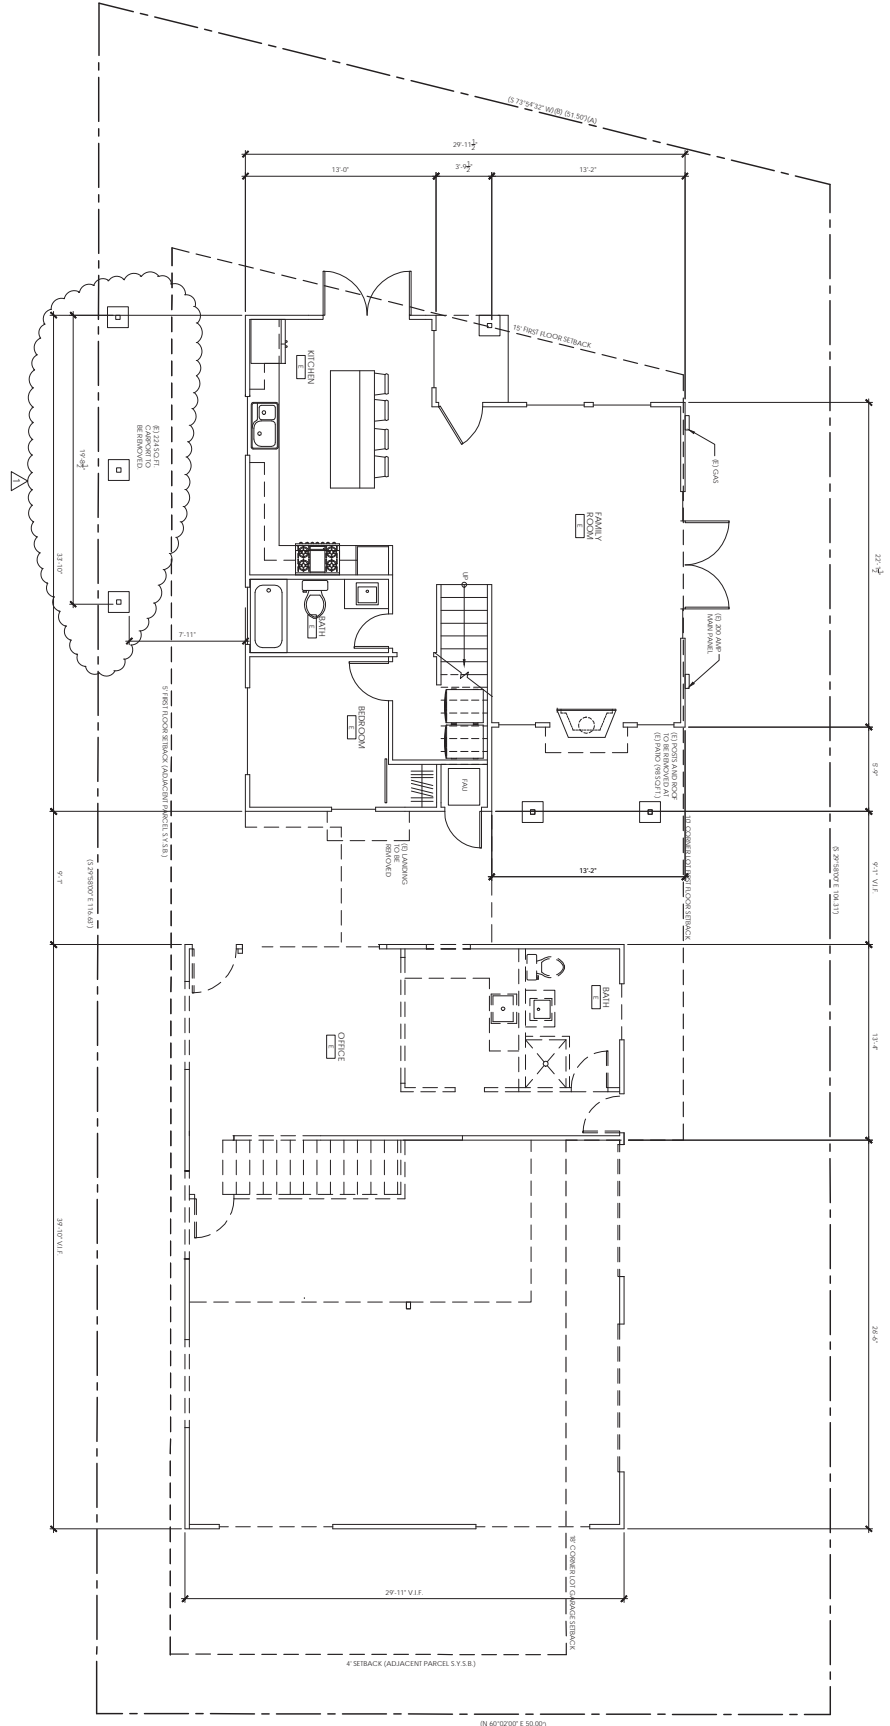 (S 73°54'32" W)(R) (51.50')(A)
29'-11½"
13'-0"
3'-9½"
13'-2"
15' FIRST FLOOR SETBACK
KITCHEN
E
(E) 224 SQ.FT.
CARPORT TO
BE REMOVED
19'-8½"
1
33'-10"
7'-11"
(E) GAS
FAMILY
ROOM
E
22'-1½"
UP
BATH
E
(E) 200 AMP
MAIN PANEL
BEDROOM
E
5' FIRST FLOOR SETBACK (ADJACENT PARCEL S.Y.S.B.)
(E) POSTS AND ROOF
TO BE REMOVED AT
(E) PATIO (98 SQ.FT.)
FAU
5'-9"
(E) LANDING
TO BE
REMOVED
13'-2"
10' CORNER LOT FIRST FLOOR SETBACK
(S 29°58'00" E 104.31')
9'-1" V.I.F.
9'-1"
(S 29°58'00" E 116.63')
BATH
E
OFFICE
E
13'-4"
39'-10" V.I.F.
26'-6"
29'-11" V.I.F.
18' CORNER LOT GARAGE SETBACK
4' SETBACK (ADJACENT PARCEL S.Y.S.B.)
(N 60°02'00" E 50.00')